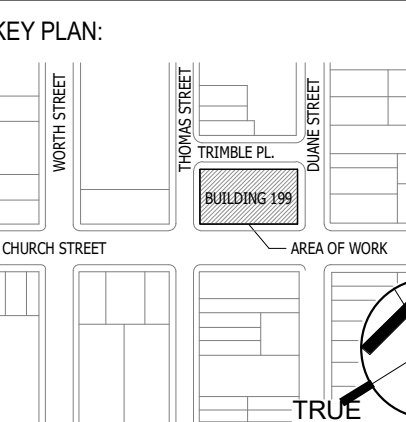 KEY PLAN:
WORTH STREET
THOMAS STREET
DUANE STREET
TRIMBLE PL.
BUILDING 199
CHURCH STREET
AREA OF WORK
TRUE